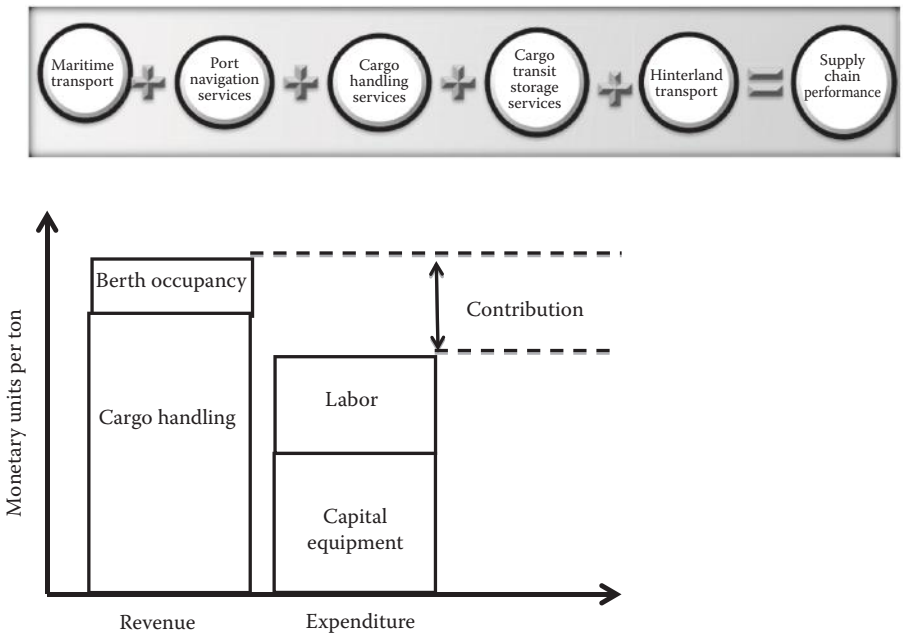 Maritime
transport
Port
navigation
services
Cargo
handling
services
Cargo
transit
storage
services
Hinterland
transport
Supply
chain
performance
Monetary units per ton
Berth occupancy
Cargo handling
Contribution
Labor
Capital
equipment
Revenue
Expenditure